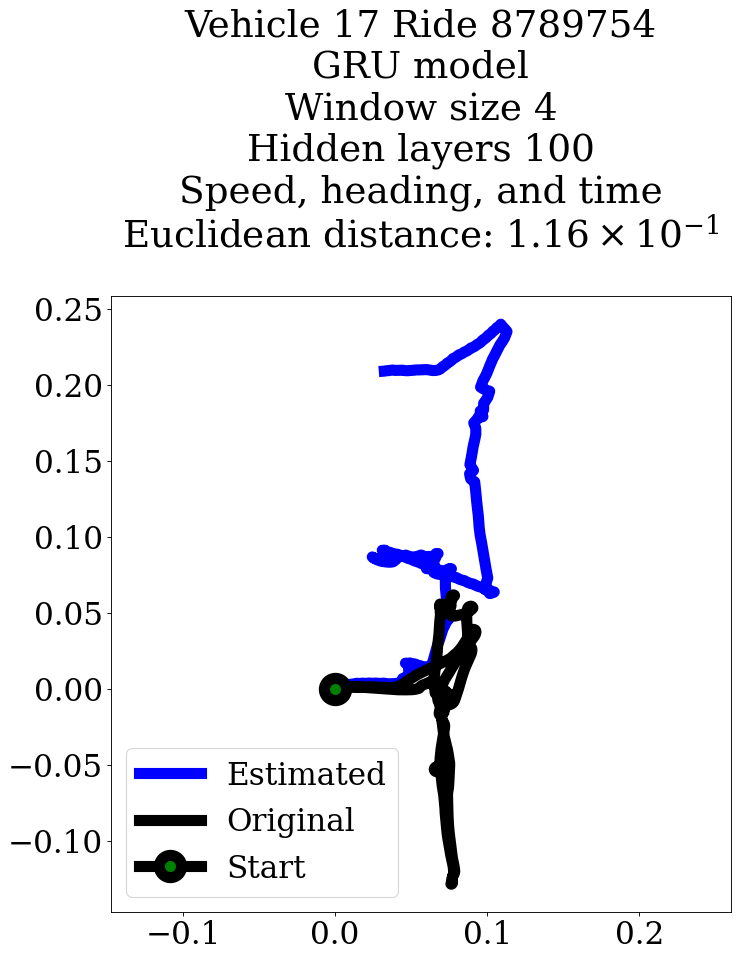 Vehicle 17 Ride 8789754
GRU model
Window size 4
Hidden layers 100
Speed, heading, and time
Euclidean distance: 1.16 × 10⁻¹
0.25
0.20
0.15
0.10
0.05
0.00
−0.05
−0.10
Estimated
Original
Start
−0.1 0.0 0.1 0.2